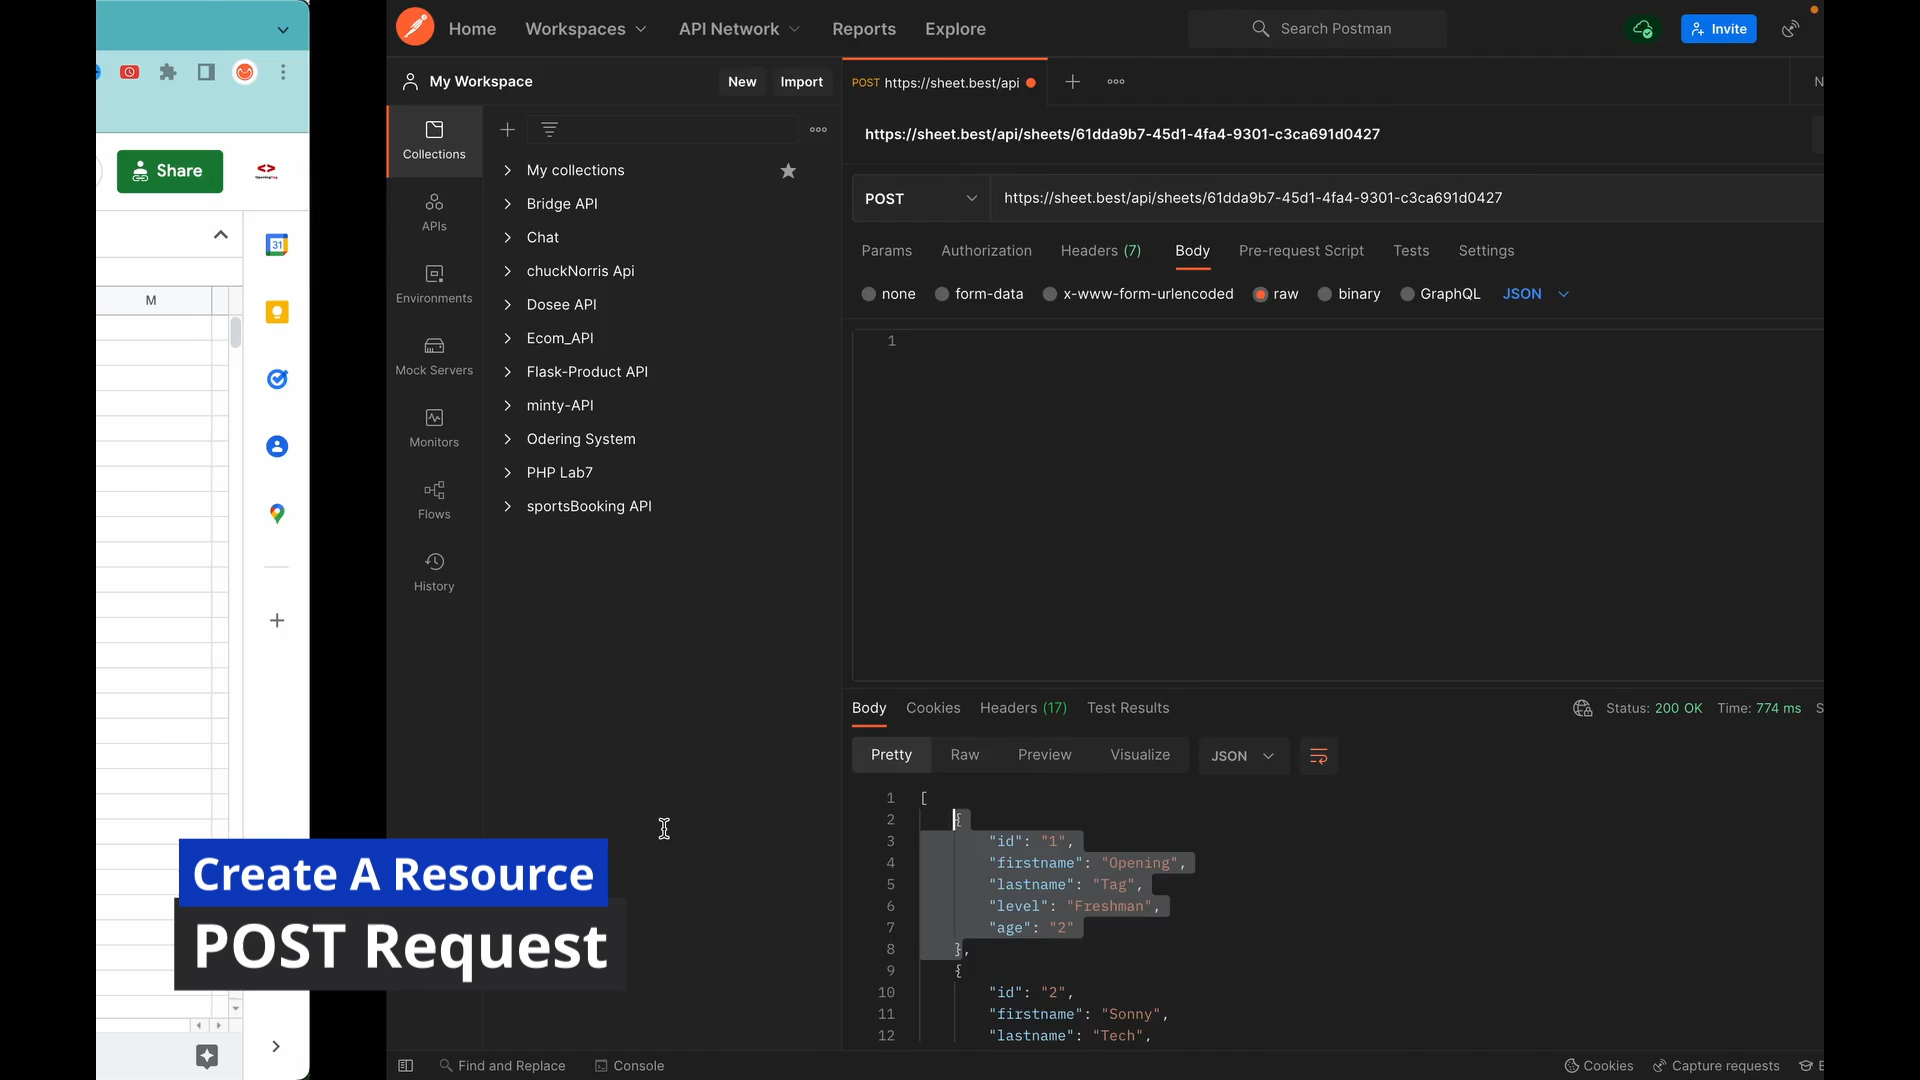 Home
Workspaces
API Network
Reports
Explore
Search Postman
Invite
My Workspace
New
Import
POST https://sheet.best/api
N
Share
31
M
Collections
APIs
Environments
Mock Servers
Monitors
Flows
History
My collections
Bridge API
Chat
chuckNorris Api
Dosee API
Ecom_API
Flask-Product API
minty-API
Odering System
PHP Lab7
sportsBooking API
https://sheet.best/api/sheets/61dda9b7-45d1-4fa4-9301-c3ca691d0427
POST
https://sheet.best/api/sheets/61dda9b7-45d1-4fa4-9301-c3ca691d0427
Params
Authorization
Headers (7)
Body
Pre-request Script
Tests
Settings
none
form-data
x-www-form-urlencoded
raw
binary
GraphQL
JSON
1
Body
Cookies
Headers (17)
Test Results
Status: 200 OK
Time: 774 ms
S
Pretty
Raw
Preview
Visualize
JSON
1 [
2 {
3 "id": "1",
4 "firstname": "Opening",
5 "lastname": "Tag",
6 "level": "Freshman",
7 "age": "2"
8 },
9 {
10 "id": "2",
11 "firstname": "Sonny",
12 "lastname": "Tech",
Create A Resource
POST Request
Find and Replace
Console
Cookies
Capture requests